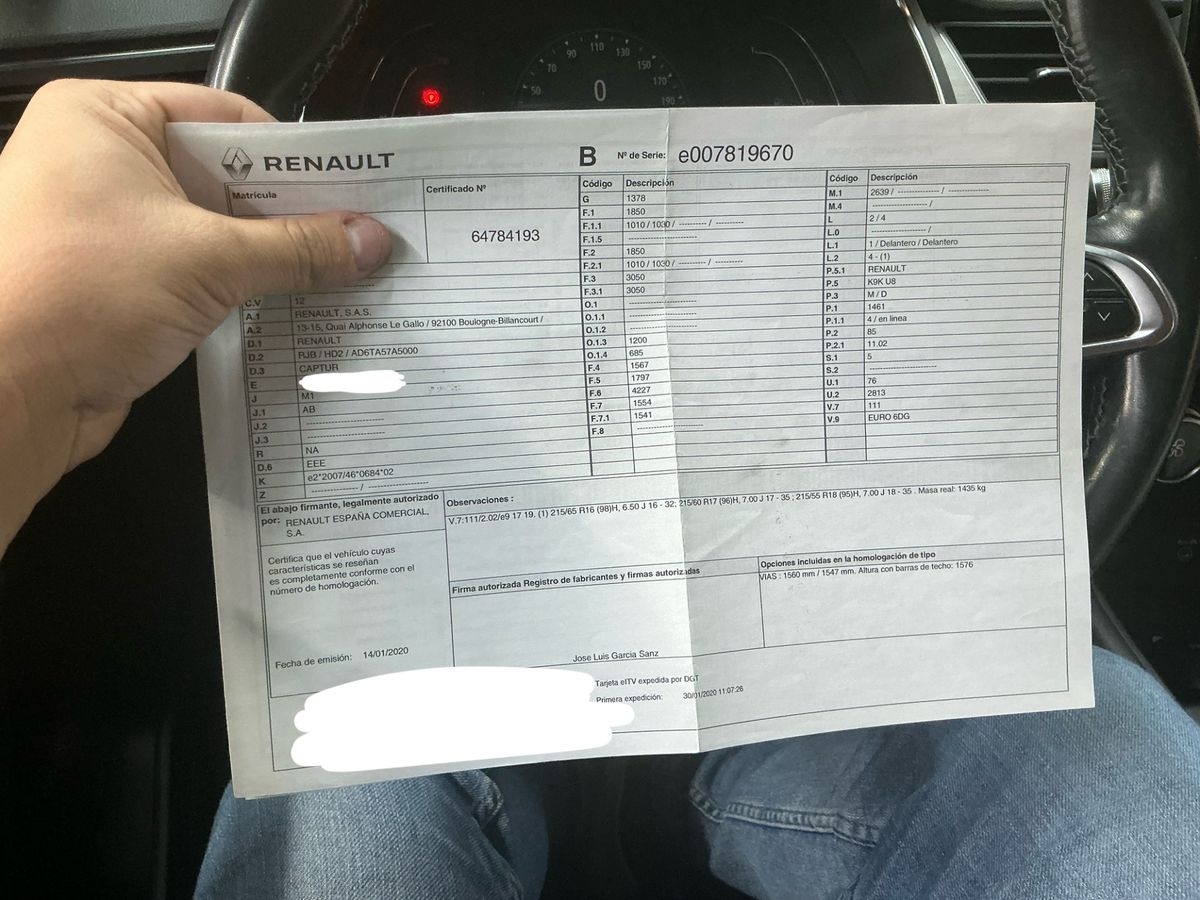 50 70 90 110 130 150 170 190
0
RENAULT
B Nº de Serie: e007819670
Matrícula
Certificado Nº
64784193
C.V 12
A.1 RENAULT, S.A.S.
A.2 13-15, Quai Alphonse Le Gallo / 92100 Boulogne-Billancourt /
D.1 RENAULT
D.2 RJB / HD2 / AD6TA57A5000
D.3 CAPTUR
E
J M1
J.1 AB
J.2 --------------------
J.3 --------------------
R NA
D.6 EEE
K e2*2007/46*0684*02
Z ------------ / ---------------
Código Descripción
G 1378
F.1 1850
F.1.1 1010 / 1030 / --------- / ---------
F.1.5 --------------------
F.2 1850
F.2.1 1010 / 1030 / --------- / ---------
F.3 3050
F.3.1 3050
O.1 --------------------
O.1.1 --------------------
O.1.2 --------------------
O.1.3 1200
O.1.4 685
F.4 1567
F.5 1797
F.6 4227
F.7 1554
F.7.1 1541
F.8 --------------------
Código Descripción
M.1 2639 / --------------- / ---------------
M.4 --------------- /
L 2 / 4
L.0 --------------- /
L.1 1 / Delantero / Delantero
L.2 4 - (1)
P.5.1 RENAULT
P.5 K9K U8
P.3 M / D
P.1 1461
P.1.1 4 / en linea
P.2 85
P.2.1 11.02
S.1 5
S.2 --------------------
U.1 76
U.2 2813
V.7 111
V.9 EURO 6DG
El abajo firmante, legalmente autorizado
por: RENAULT ESPAÑA COMERCIAL,
S.A.
Certifica que el vehículo cuyas
características se reseñan
es completamente conforme con el
número de homologación.
Fecha de emisión: 14/01/2020
Observaciones :
V.7:111/2.02/e9 17 19. (1) 215/65 R16 (98)H, 6.50 J 16 - 32; 215/60 R17 (96)H, 7.00 J 17 - 35 ; 215/55 R18 (95)H, 7.00 J 18 - 35 . Masa real: 1435 kg
Firma autorizada Registro de fabricantes y firmas autorizadas
Jose Luis Garcia Sanz
Opciones incluidas en la homologación de tipo
VIAS : 1560 mm / 1547 mm. Altura con barras de techo: 1576
Tarjeta eITV expedida por DGT
Primera expedición: 30/01/2020 11:07:26